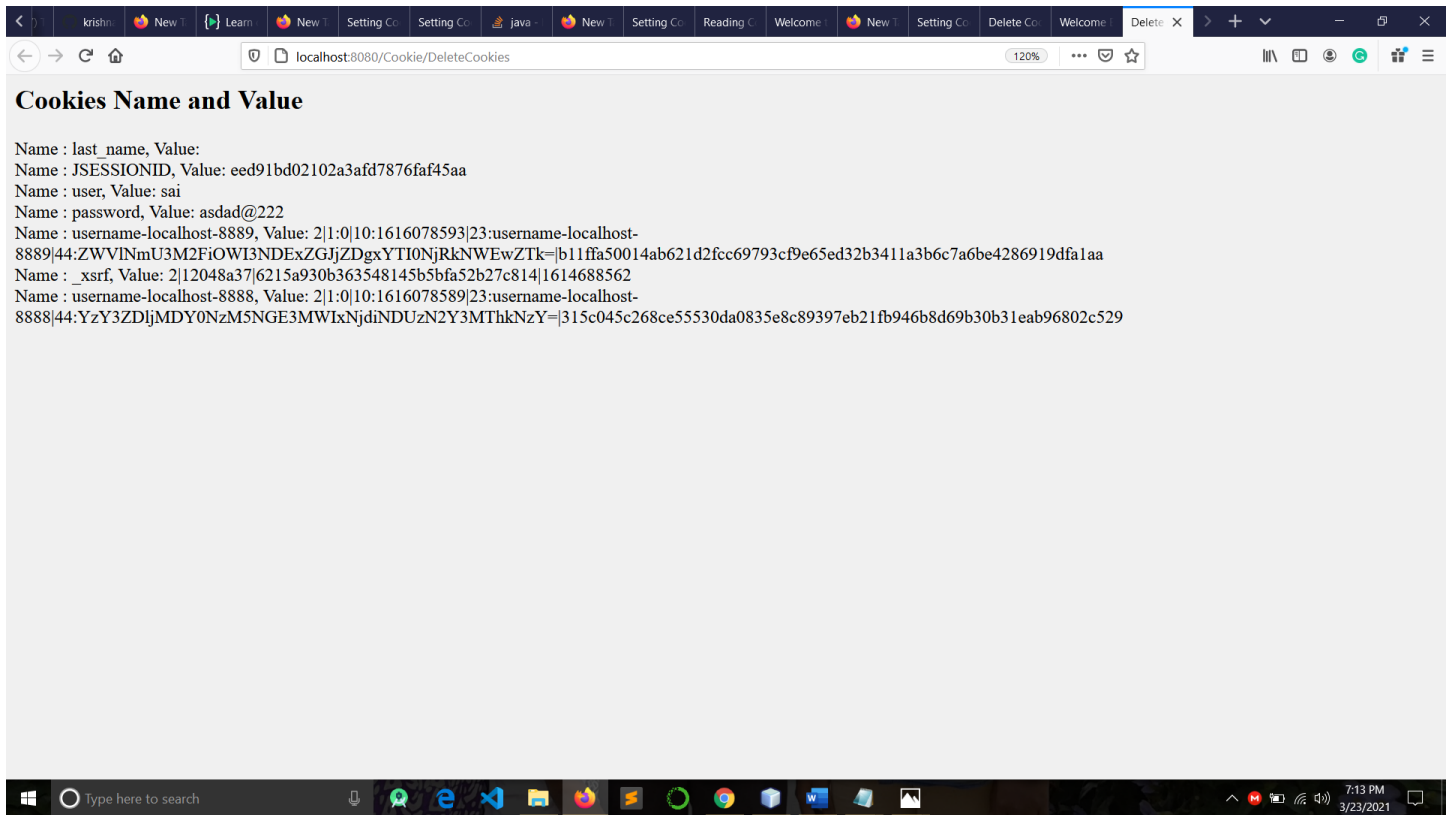 krishna
New T
Learn
New T
Setting Co
Setting Co
java -
New T
Setting Co
Reading C
Welcome t
New T
Setting Co
Delete Coo
Welcome
Delete
localhost:8080/Cookie/DeleteCookies
120%
Cookies Name and Value
Name : last_name, Value:
Name : JSESSIONID, Value: eed91bd02102a3afd7876faf45aa
Name : user, Value: sai
Name : password, Value: asdad@222
Name : username-localhost-8889, Value: 2|1:0|10:1616078593|23:username-localhost-
8889|44:ZWVlNmU3M2FiOWI3NDExZGJjZDgxYTI0NjRkNWEwZTk=|b11ffa50014ab621d2fcc69793cf9e65ed32b3411a3b6c7a6be4286919dfa1aa
Name : _xsrf, Value: 2|12048a37|6215a930b363548145b5bfa52b27c814|1614688562
Name : username-localhost-8888, Value: 2|1:0|10:1616078589|23:username-localhost-
8888|44:YzY3ZDljMDY0NzM5NGE3MWIxNjdiNDUzN2Y3MThkNzY=|315c045c268ce55530da0835e8c89397eb21fb946b8d69b30b31eab96802c529
Type here to search
7:13 PM
3/23/2021